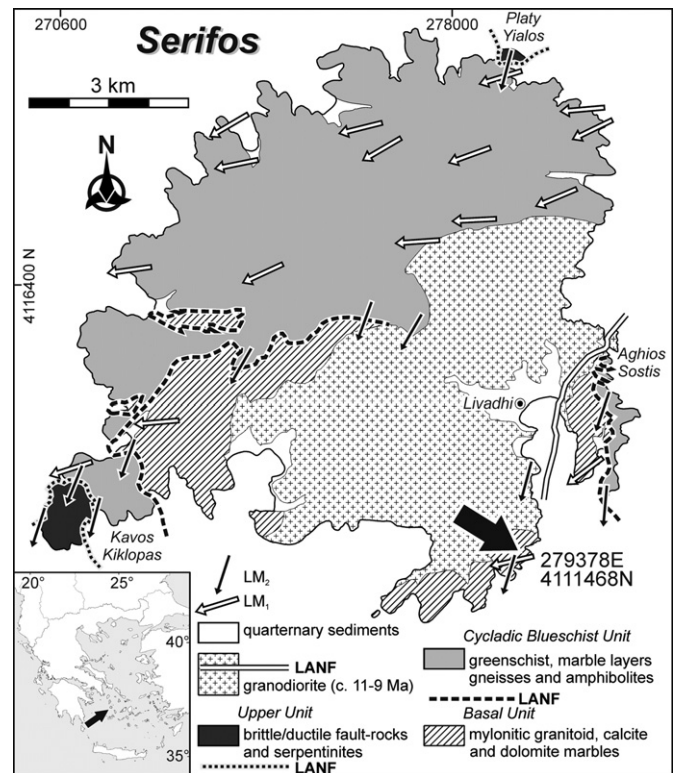 270600
278000
Serifos
Platy
Yialos
3 km
N
4116400 N
Aghios
Sostis
Livadhi
Kavos
Kiklopas
279378E
4111468N
20°
25°
40°
35°
LM2
LM1
quarternary sediments
LANF
granodiorite (c. 11-9 Ma)
Upper Unit
brittle/ductile fault-rocks
and serpentinites
LANF
Cycladic Blueschist Unit
greenschist, marble layers
gneisses and amphibolites
LANF
Basal Unit
mylonitic granitoid, calcite
and dolomite marbles